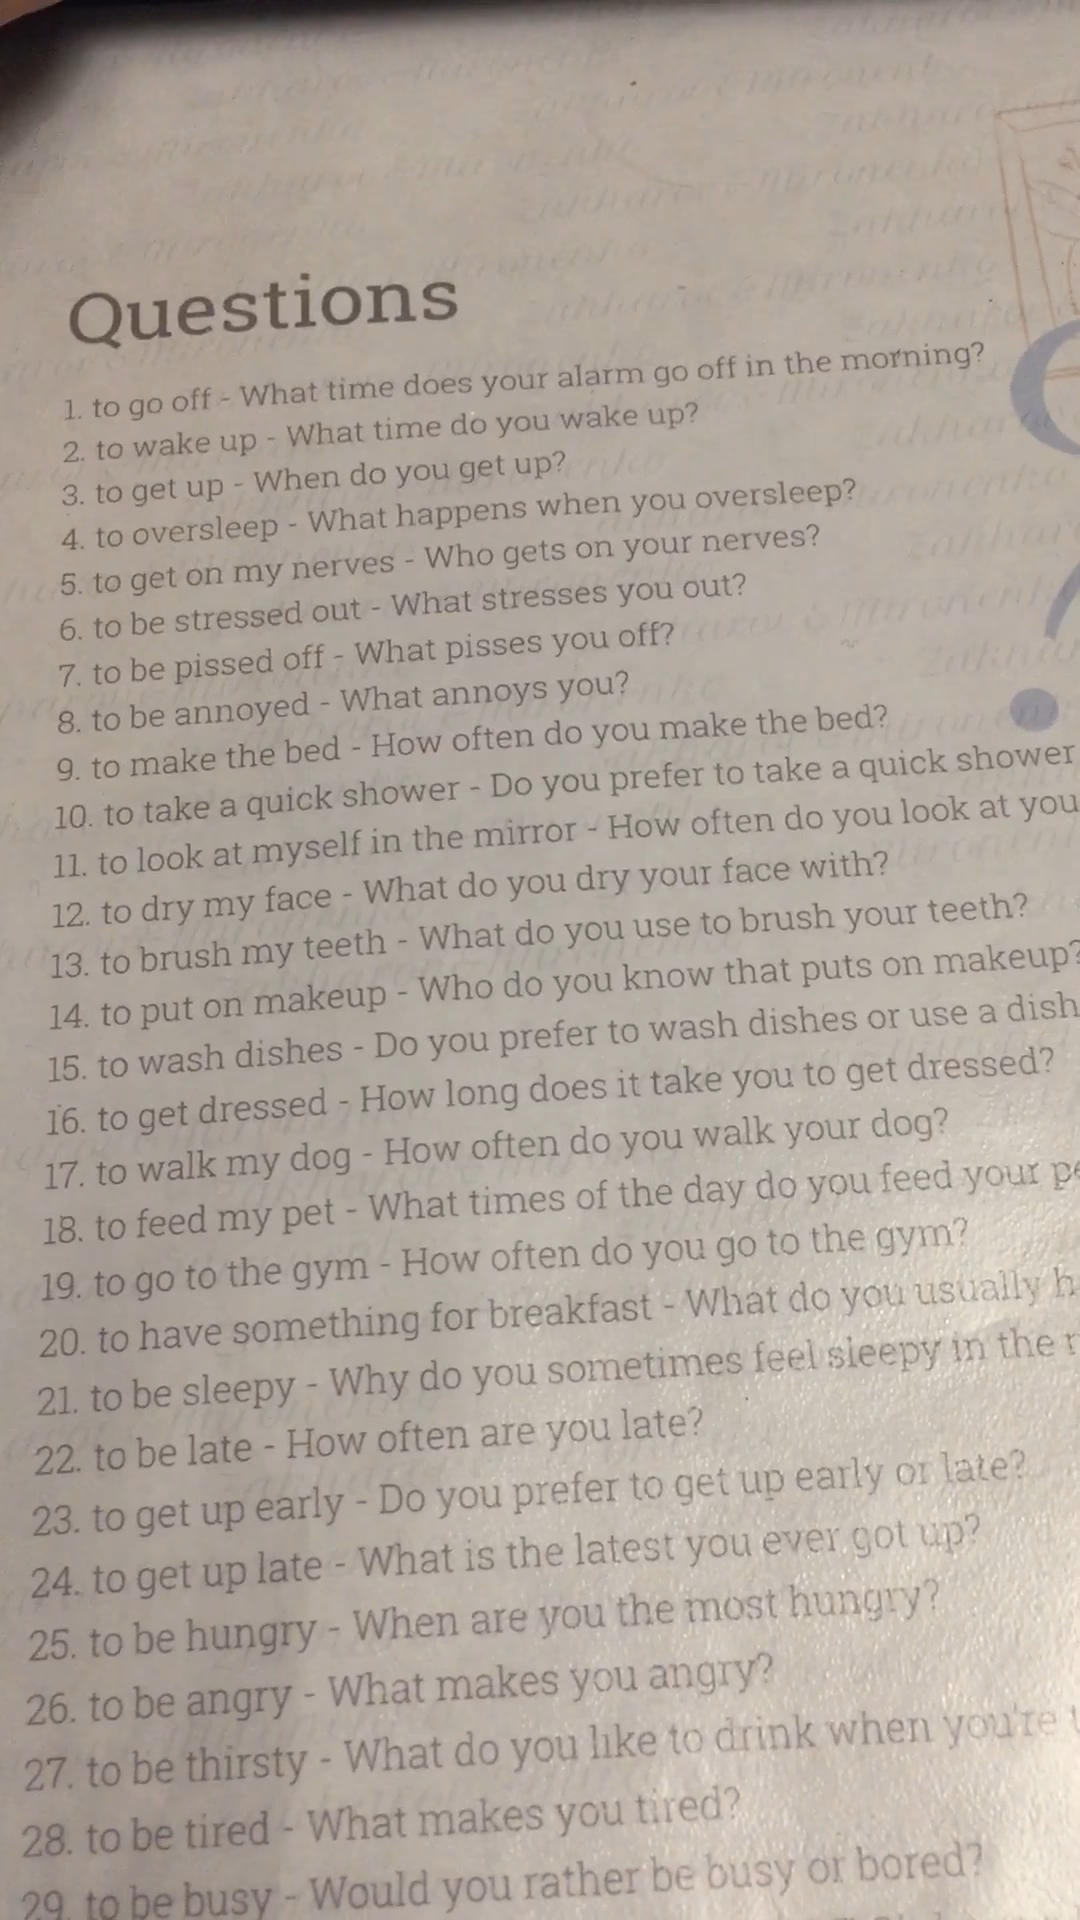 Questions
1. to go off - What time does your alarm go off in the morning?
2. to wake up - What time do you wake up?
3. to get up - When do you get up?
4. to oversleep - What happens when you oversleep?
5. to get on my nerves - Who gets on your nerves?
6. to be stressed out - What stresses you out?
7. to be pissed off - What pisses you off?
8. to be annoyed - What annoys you?
9. to make the bed - How often do you make the bed?
10. to take a quick shower - Do you prefer to take a quick shower
11. to look at myself in the mirror - How often do you look at you
12. to dry my face - What do you dry your face with?
13. to brush my teeth - What do you use to brush your teeth?
14. to put on makeup - Who do you know that puts on makeup?
15. to wash dishes - Do you prefer to wash dishes or use a dish
16. to get dressed - How long does it take you to get dressed?
17. to walk my dog - How often do you walk your dog?
18. to feed my pet - What times of the day do you feed your
19. to go to the gym - How often do you go to the gym?
20. to have something for breakfast - What do you usually
21. to be sleepy - Why do you sometimes feel sleepy in the
22. to be late - How often are you late?
23. to get up early - Do you prefer to get up early or late?
24. to get up late - What is the latest you ever got up?
25. to be hungry - When are you the most hungry?
26. to be angry - What makes you angry?
27. to be thirsty - What do you like to drink when you're
28. to be tired - What makes you tired?
29. to be busy - Would you rather be busy or bored?